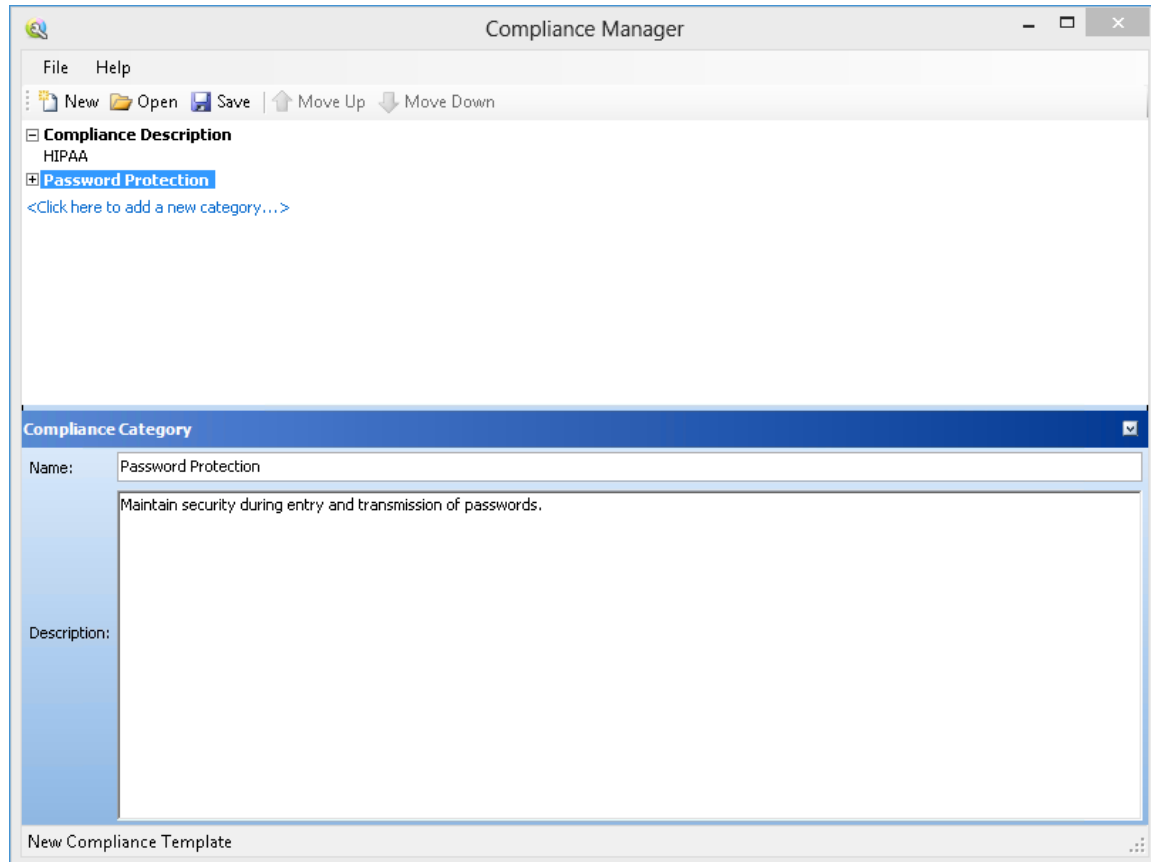 Compliance Manager
File Help
New Open Save Move Up Move Down
Compliance Description
HIPAA
Password Protection
<Click here to add a new category...>
Compliance Category
Name: Password Protection
Maintain security during entry and transmission of passwords.
Description:
New Compliance Template